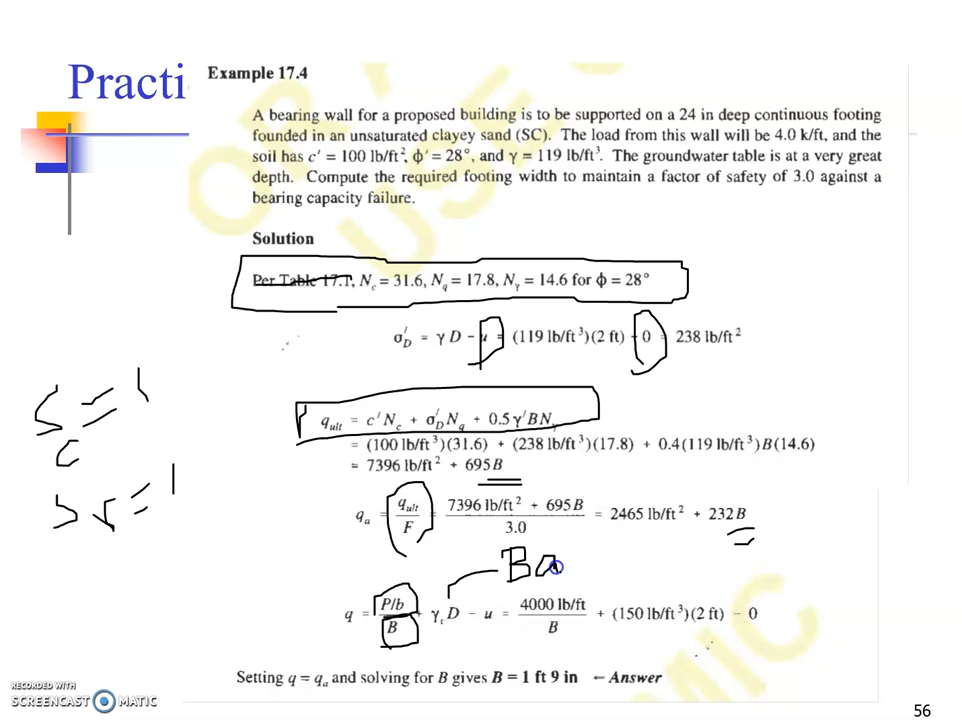 Practi
Example 17.4
A bearing wall for a proposed building is to be supported on a 24 in deep continuous footing
founded in an unsaturated clayey sand (SC). The load from this wall will be 4.0 k/ft, and the
soil has c′ = 100 lb/ft², ϕ′ = 28°, and γ = 119 lb/ft³. The groundwater table is at a very great
depth. Compute the required footing width to maintain a factor of safety of 3.0 against a
bearing capacity failure.
Solution
Per Table 17.1, N_c = 31.6, N_q = 17.8, N_γ = 14.6 for ϕ = 28°
σ′_D = γ D − u = (119 lb/ft³)(2 ft) − 0 = 238 lb/ft²
q_ult = c′N_c + σ′_D N_q + 0.5γ′BN_γ
= (100 lb/ft³)(31.6) + (238 lb/ft³)(17.8) + 0.4(119 lb/ft³)B(14.6)
= 7396 lb/ft² + 695B
q_a = q_ult / F = (7396 lb/ft² + 695B) / 3.0 = 2465 lb/ft² + 232B
q = (P/b) / B + γ_c D − u = (4000 lb/ft) / B + (150 lb/ft³)(2 ft) − 0
Setting q = q_a and solving for B gives B = 1 ft 9 in ← Answer
RECORDED WITH
SCREENCAST MATIC
56